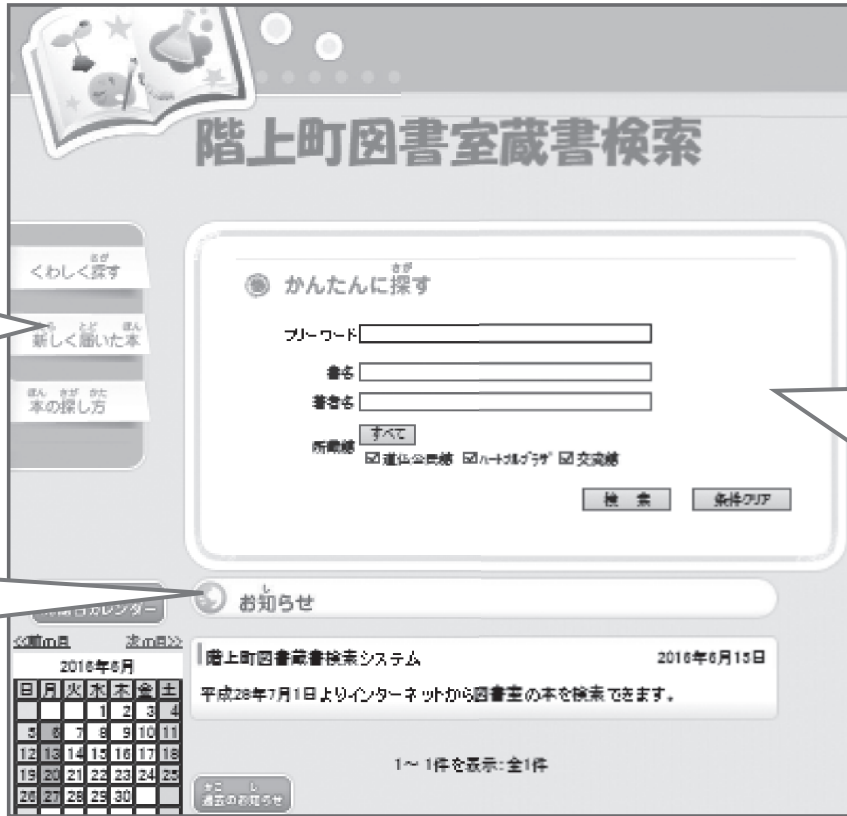 階上町図書室蔵書検索
くわしく探す
新しく届いた本
本の探し方
かんたんに探す
フリーワード
書名
著者名
所蔵館
すべて
☑道仏公民館 ☑ハートフルプラザ ☑交流館
検 索 条件クリア
お知らせ
階上町図書蔵書検索システム 2016年6月15日
平成28年7月1日よりインターネットから図書室の本を検索できます。
1～ 1件を表示:全1件
過去のお知らせ
カレンダー
<<前の月 次の月>>
2016年6月
日 月 火 水 木 金 土
1 2 3 4
5 6 7 8 9 10 11
12 13 14 15 16 17 18
19 20 21 22 23 24 25
26 27 28 29 30